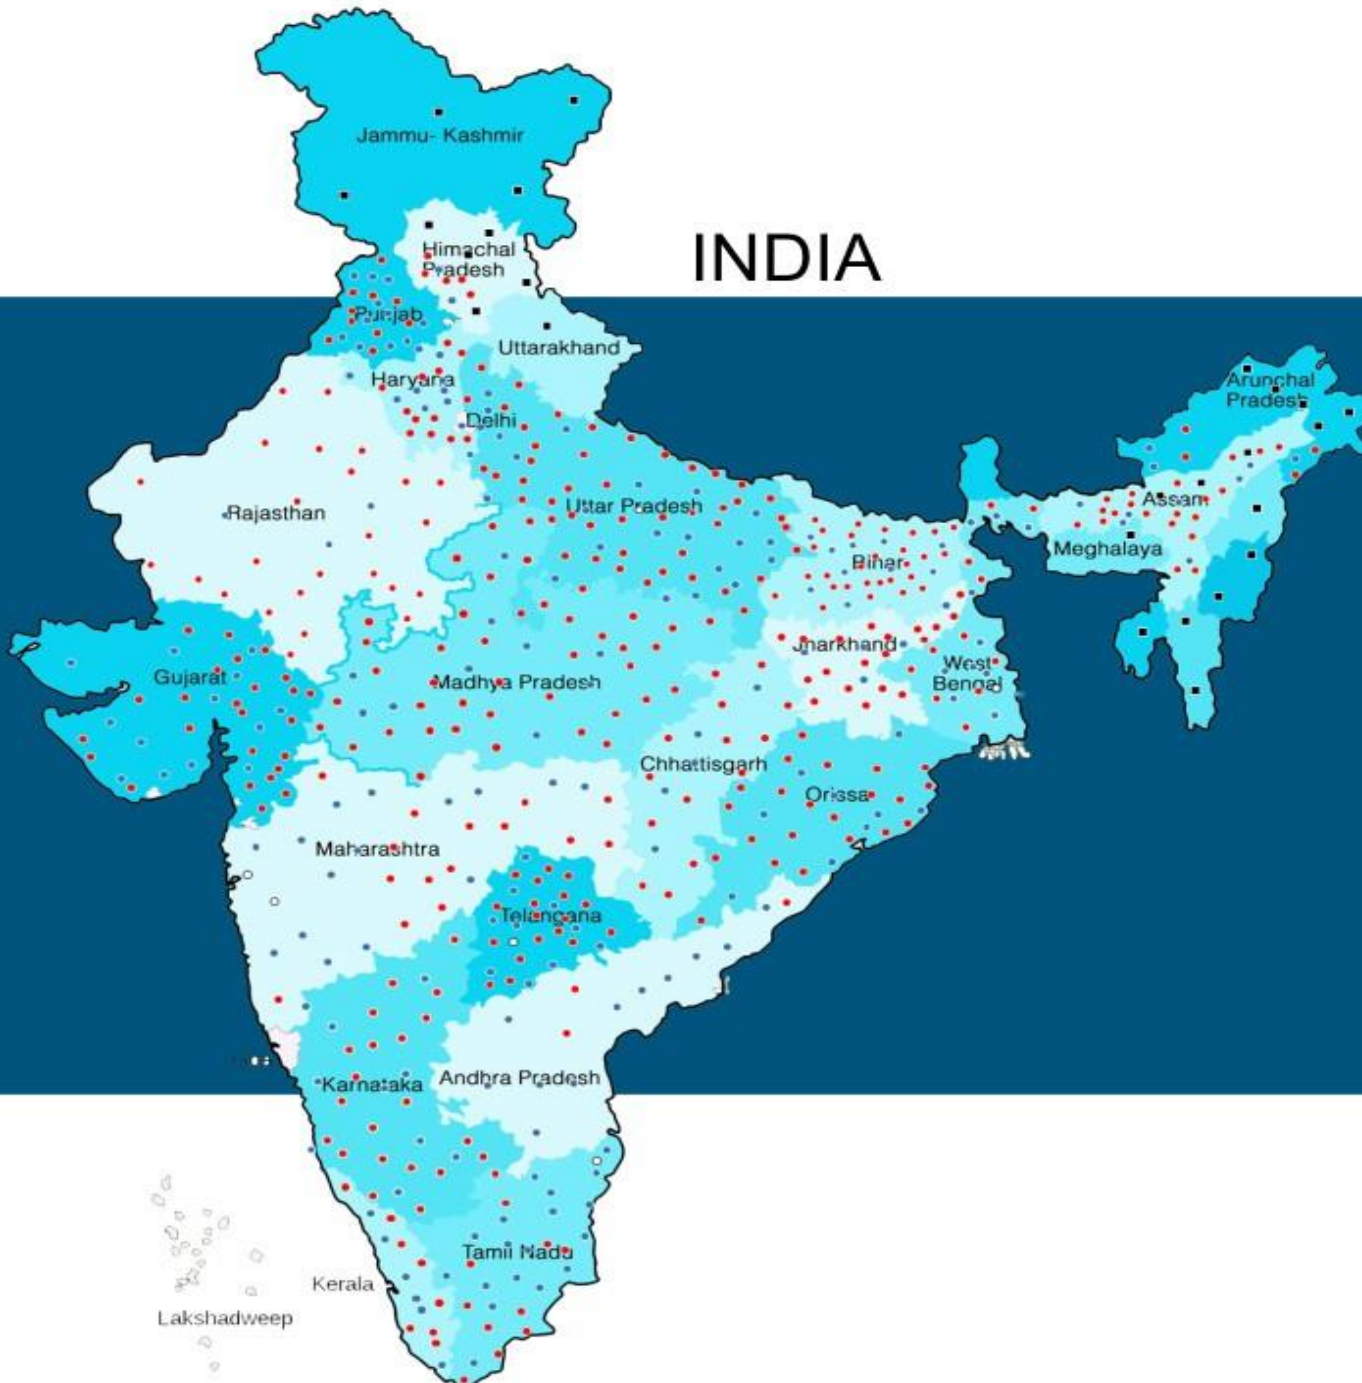 Jammu- Kashmir
INDIA
Himachal
Pradesh
Punjab
Uttarakhand
Haryana
Arunchal
Pradesh
Delhi
Rajasthan
Uttar Pradesh
Assam
Meghalaya
Bihar
Jharkhand
Gujarat
Madhya Pradesh
West
Bengal
Chhattisgarh
Orissa
Maharashtra
Telangana
Karnataka
Andhra Pradesh
Tamil Nadu
Kerala
Lakshadweep